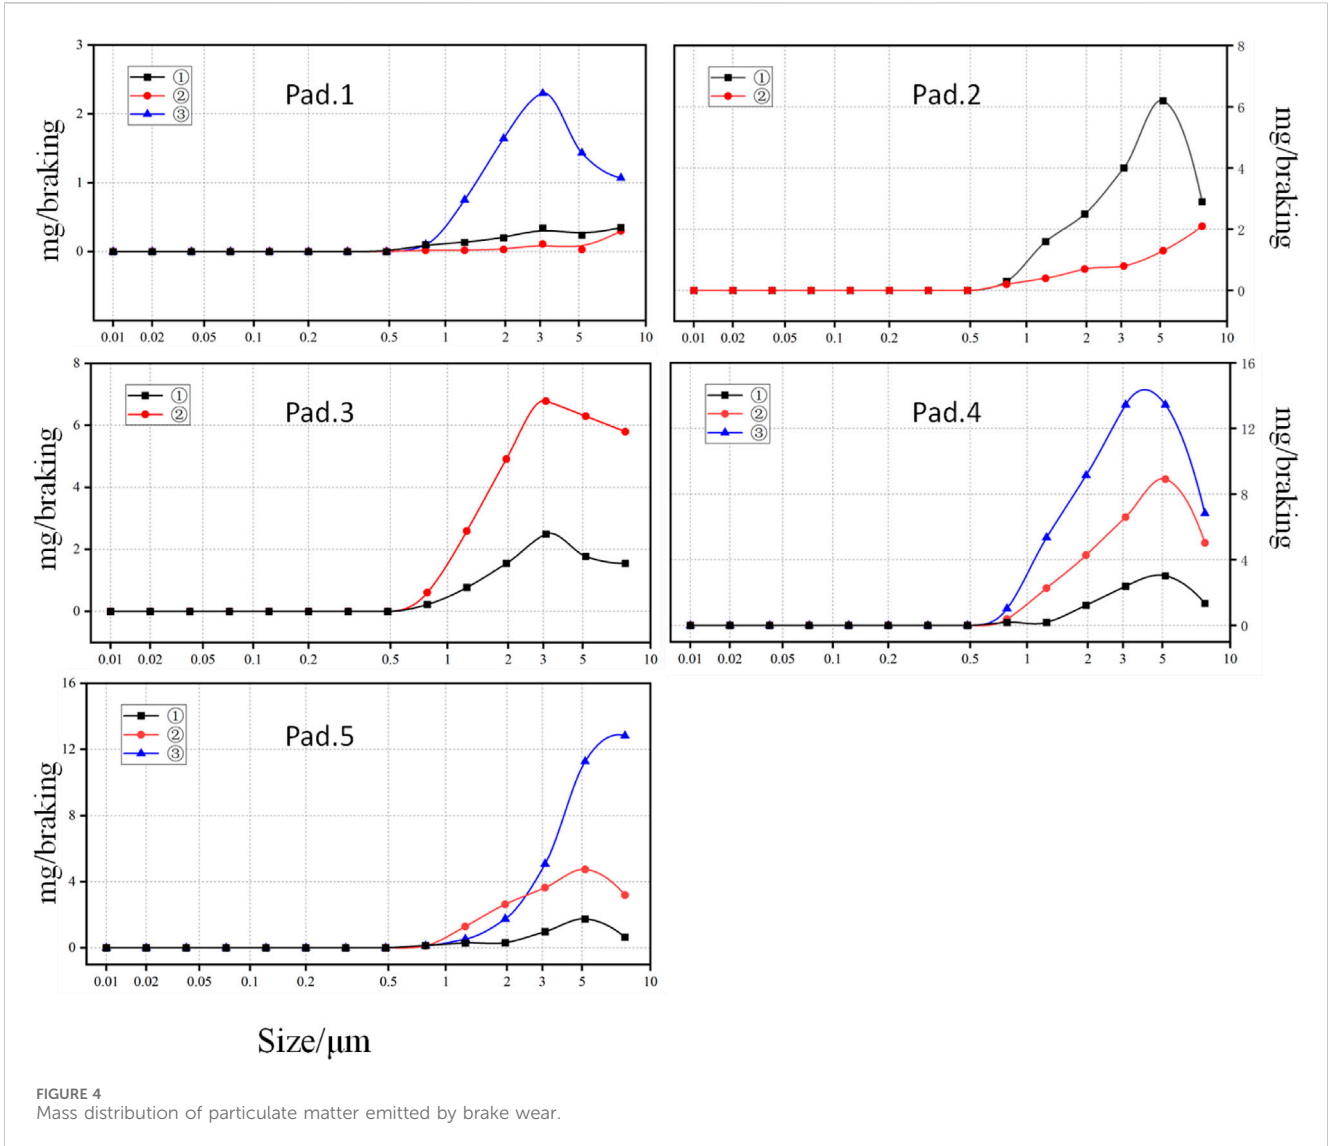 3
2
1
0
mg/braking
①
②
③
Pad.1
0.01 0.02 0.05 0.1 0.2 0.5 1 2 3 5 10
①
②
Pad.2
8
6
4
2
0
mg/braking
0.01 0.02 0.05 0.1 0.2 0.5 1 2 3 5 10
8
6
4
2
0
mg/braking
①
②
Pad.3
0.01 0.02 0.05 0.1 0.2 0.5 1 2 3 5 10
①
②
③
Pad.4
16
12
8
4
0
mg/braking
0.01 0.02 0.05 0.1 0.2 0.5 1 2 3 5 10
16
12
8
4
0
mg/braking
①
②
③
Pad.5
0.01 0.02 0.05 0.1 0.2 0.5 1 2 3 5 10
Size/μm
FIGURE 4
Mass distribution of particulate matter emitted by brake wear.